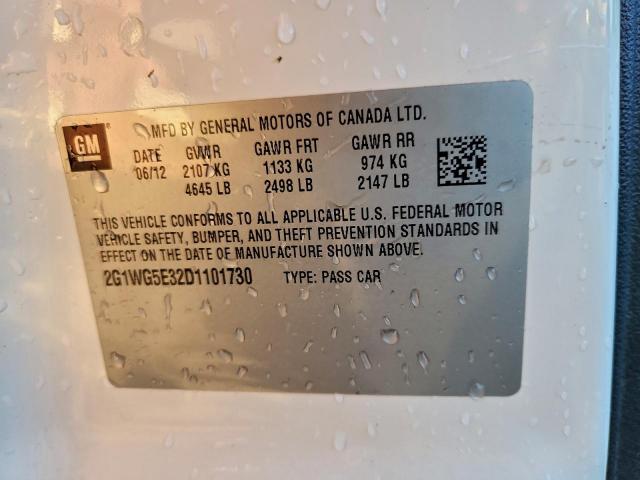 GM
MFD BY GENERAL MOTORS OF CANADA LTD.
DATE GVWR GAWR FRT GAWR RR
06/12 2107 KG 1133 KG 974 KG
4645 LB 2498 LB 2147 LB
THIS VEHICLE CONFORMS TO ALL APPLICABLE U.S. FEDERAL MOTOR
VEHICLE SAFETY, BUMPER, AND THEFT PREVENTION STANDARDS IN
EFFECT ON THE DATE OF MANUFACTURE SHOWN ABOVE.
2G1WG5E32D1101730 TYPE: PASS CAR